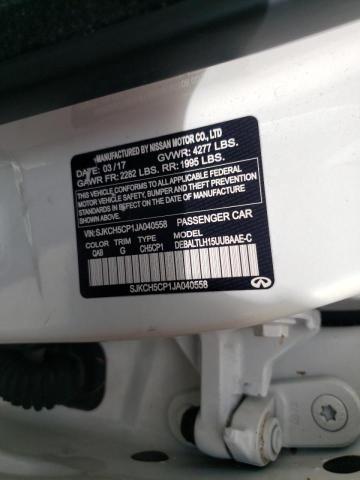 MANUFACTURED BY NISSAN MOTOR CO., LTD
DATE: 03/17 GVWR: 4277 LBS.
GAWR FR: 2282 LBS. RR: 1995 LBS.
THIS VEHICLE CONFORMS TO ALL APPLICABLE FEDERAL
MOTOR VEHICLE SAFETY, BUMPER, AND THEFT
PREVENTION STANDARDS IN EFFECT ON THE DATE OF
MANUFACTURE SHOWN ABOVE.
VIN: SJKCH5CP1JA040558 PASSENGER CAR
COLOR TRIM MODEL
QAB G CH5CP1 DEBALTLH15UUBAAE-C
SJKCH5CP1JA040558